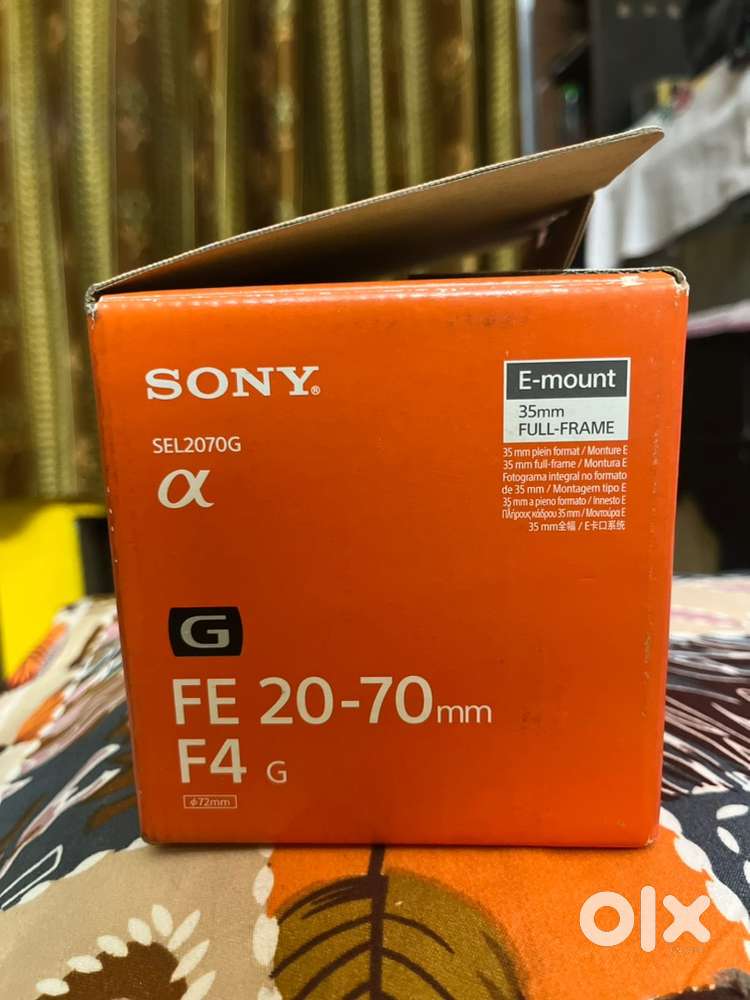 SONY®
SEL2070G
α
E-mount
35mm
FULL-FRAME
35 mm plein format / Monture E
35 mm full-frame / Montura E
Fotograma integral no formato
de 35 mm / Montagem tipo E
35 mm a pieno formato / Innesto E
Πλήρους κάδρου 35 mm / Μοντούρα E
35 mm全幅 / E卡口系统
G
FE 20-70mm
F4 G
ϕ72mm
olx